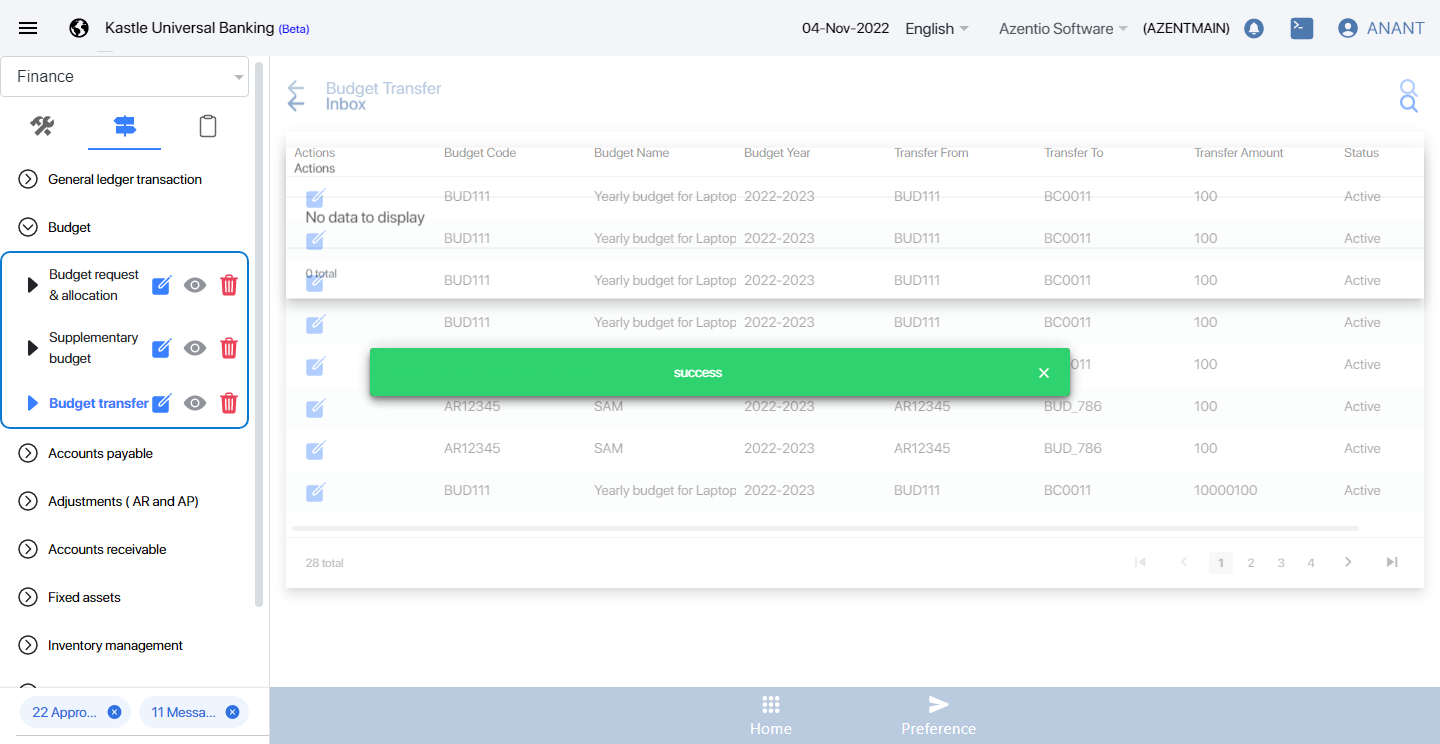 Kastle Universal Banking (Beta)
04-Nov-2022
English
Azentio Software
(AZENTMAIN)
ANANT
Finance
General ledger transaction
Budget
Budget request
& allocation
Supplementary
budget
Budget transfer
Accounts payable
Adjustments ( AR and AP)
Accounts receivable
Fixed assets
Inventory management
22 Appro...
11 Messa...
Budget Transfer
Inbox
Actions Budget Code Budget Name Budget Year Transfer From Transfer To Transfer Amount Status
Actions
BUD111 Yearly budget for Laptop 2022-2023 BUD111 BC0011 100 Active
No data to display
BUD111 Yearly budget for Laptop 2022-2023 BUD111 BC0011 100 Active
0 total
BUD111 Yearly budget for Laptop 2022-2023 BUD111 BC0011 100 Active
BUD111 Yearly budget for Laptop 2022-2023 BUD111 BC0011 100 Active
0011 100 Active
success
AR12345 SAM 2022-2023 AR12345 BUD_786 100 Active
AR12345 SAM 2022-2023 AR12345 BUD_786 100 Active
BUD111 Yearly budget for Laptop 2022-2023 BUD111 BC0011 10000100 Active
28 total
1 2 3 4
Home
Preference